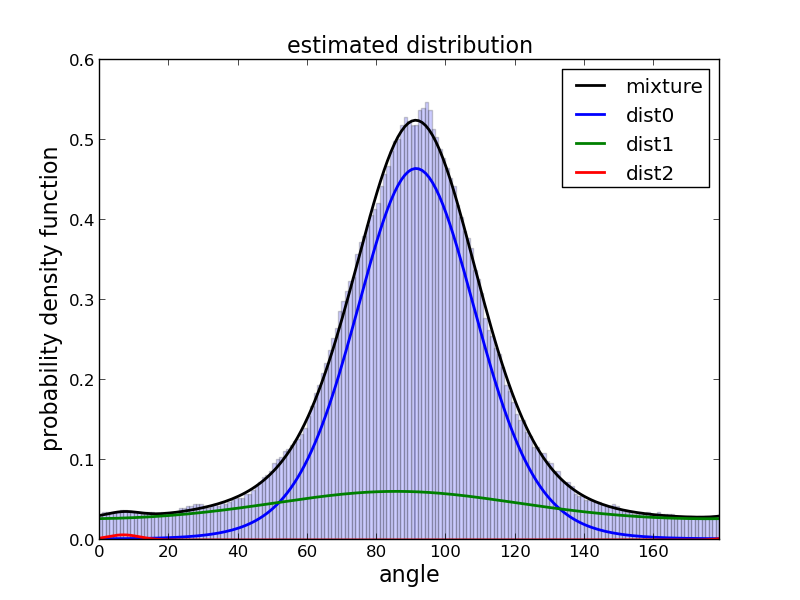 estimated distribution
mixture
dist0
dist1
dist2
probability density function
0.6
0.5
0.4
0.3
0.2
0.1
0.0
0 20 40 60 80 100 120 140 160
angle